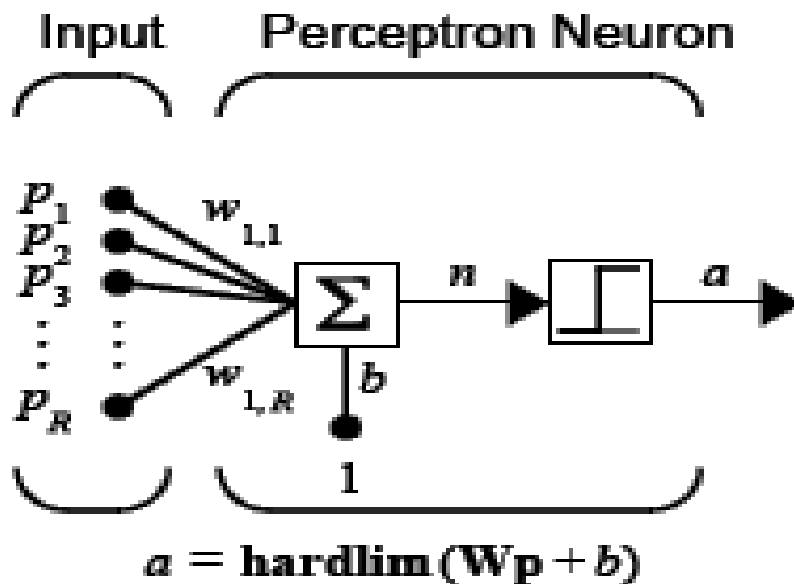 Input Perceptron Neuron
p1 w1,1
p2
p3 Σ n a
pR w1,R b
1
a = hardlim(Wp + b)